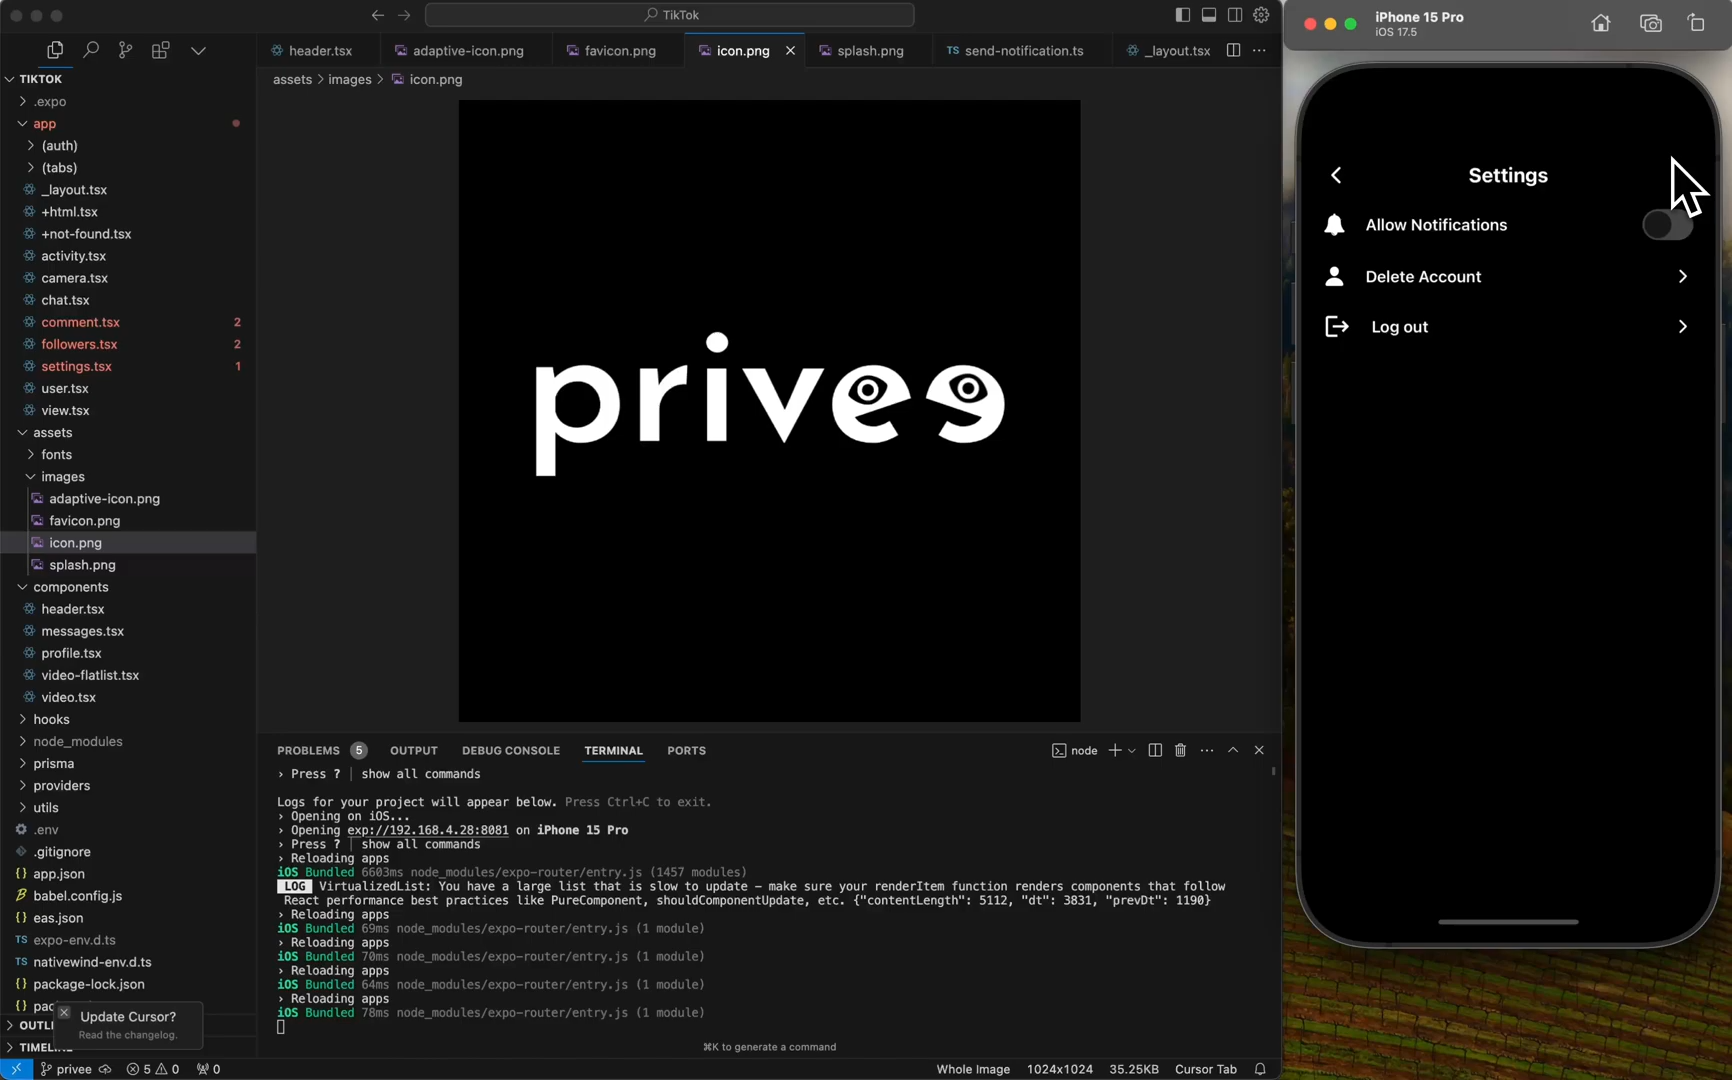 TikTok
iPhone 15 Pro
iOS 17.5
header.tsx
adaptive-icon.png
favicon.png
icon.png
splash.png
TS send-notification.ts
_layout.tsx
assets > images > icon.png
TIKTOK
.expo
app
(auth)
(tabs)
_layout.tsx
+html.tsx
+not-found.tsx
activity.tsx
camera.tsx
chat.tsx
comment.tsx 2
followers.tsx 2
settings.tsx 1
user.tsx
view.tsx
assets
fonts
images
adaptive-icon.png
favicon.png
icon.png
splash.png
components
header.tsx
messages.tsx
profile.tsx
video-flatlist.tsx
video.tsx
hooks
node_modules
prisma
providers
utils
.env
.gitignore
{} app.json
babel.config.js
{} eas.json
TS expo-env.d.ts
TS nativewind-env.d.ts
{} package-lock.json
{} pac
OUTLI
TIMELINE
Update Cursor?
Read the changelog.
privee
PROBLEMS 5
OUTPUT
DEBUG CONSOLE
TERMINAL
PORTS
node
› Press ? │ show all commands
Logs for your project will appear below. Press Ctrl+C to exit.
› Opening on iOS...
› Opening exp://192.168.4.28:8081 on iPhone 15 Pro
› Press ? │ show all commands
› Reloading apps
iOS Bundled 6603ms node_modules/expo-router/entry.js (1457 modules)
LOG VirtualizedList: You have a large list that is slow to update – make sure your renderItem function renders components that follow
React performance best practices like PureComponent, shouldComponentUpdate, etc. {"contentLength": 5112, "dt": 3831, "prevDt": 1190}
› Reloading apps
iOS Bundled 69ms node_modules/expo-router/entry.js (1 module)
› Reloading apps
iOS Bundled 70ms node_modules/expo-router/entry.js (1 module)
› Reloading apps
iOS Bundled 64ms node_modules/expo-router/entry.js (1 module)
› Reloading apps
iOS Bundled 78ms node_modules/expo-router/entry.js (1 module)
⌘K to generate a command
privee
5 0
0
Whole Image
1024x1024
35.25KB
Cursor Tab
Settings
Allow Notifications
Delete Account
Log out